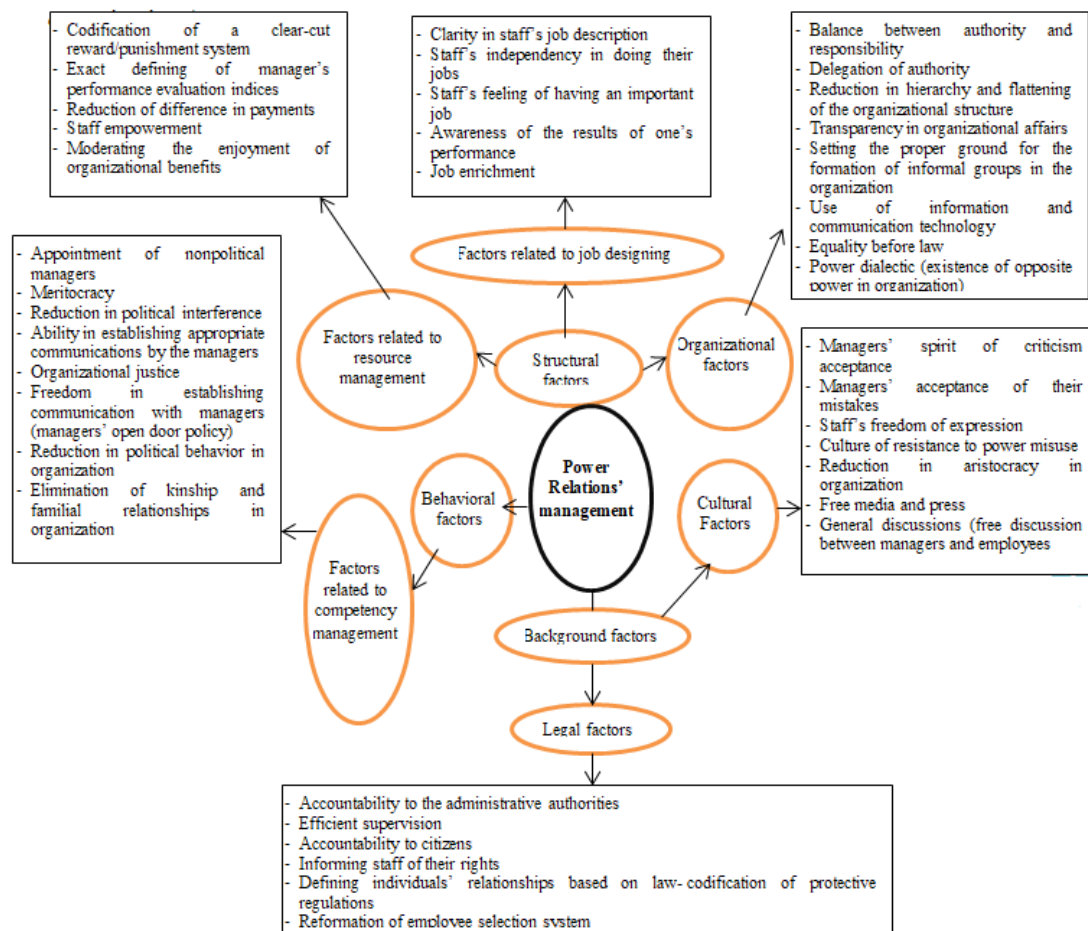 - Codification of a clear-cut
reward/punishment system
- Exact defining of manager's
performance evaluation indices
- Reduction of difference in payments
- Staff empowerment
- Moderating the enjoyment of
organizational benefits
- Clarity in staff's job description
- Staff's independency in doing their
jobs
- Staff's feeling of having an important
job
- Awareness of the results of one's
performance
- Job enrichment
- Balance between authority and
responsibility
- Delegation of authority
- Reduction in hierarchy and flattening
of the organizational structure
- Transparency in organizational affairs
- Setting the proper ground for the
formation of informal groups in the
organization
- Use of information and
communication technology
- Equality before law
- Power dialectic (existence of opposite
power in organization)
Factors related to job designing
Factors related to
resource management
Structural
factors
Organizational
factors
- Appointment of nonpolitical
managers
- Meritocracy
- Reduction in political interference
- Ability in establishing appropriate
communications by the managers
- Organizational justice
- Freedom in establishing
communication with managers
(managers' open door policy)
- Reduction in political behavior in
organization
- Elimination of kinship and
familial relationships in
organization
- Managers' spirit of criticism
acceptance
- Managers' acceptance of their
mistakes
- Staff's freedom of expression
- Culture of resistance to power misuse
- Reduction in aristocracy in
organization
- Free media and press
- General discussions (free discussion
between managers and employees
Power
Relations'
management
Behavioral
factors
Cultural
Factors
Factors
related to
competency
management
Background factors
Legal factors
- Accountability to the administrative authorities
- Efficient supervision
- Accountability to citizens
- Informing staff of their rights
- Defining individuals' relationships based on law- codification of protective
regulations
- Reformation of employee selection system